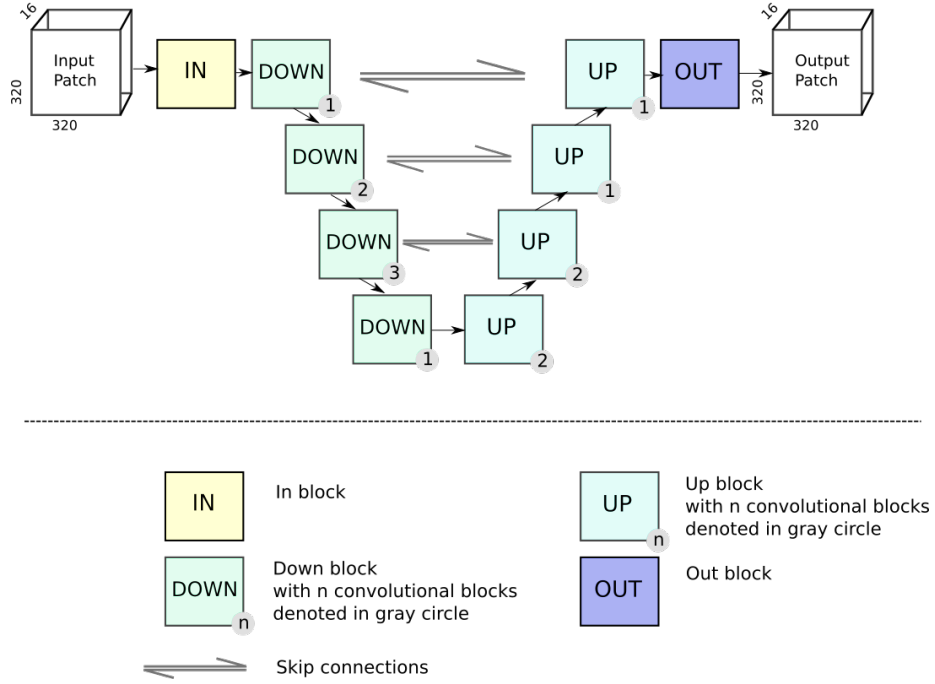 16
Input
Patch
320
320
IN
DOWN
1
UP
1
OUT
16
Output
Patch
320
320
DOWN
2
UP
1
DOWN
3
UP
2
DOWN
1
UP
2
IN
In block
UP
n
Up block
with n convolutional blocks
denoted in gray circle
DOWN
n
Down block
with n convolutional blocks
denoted in gray circle
OUT
Out block
Skip connections